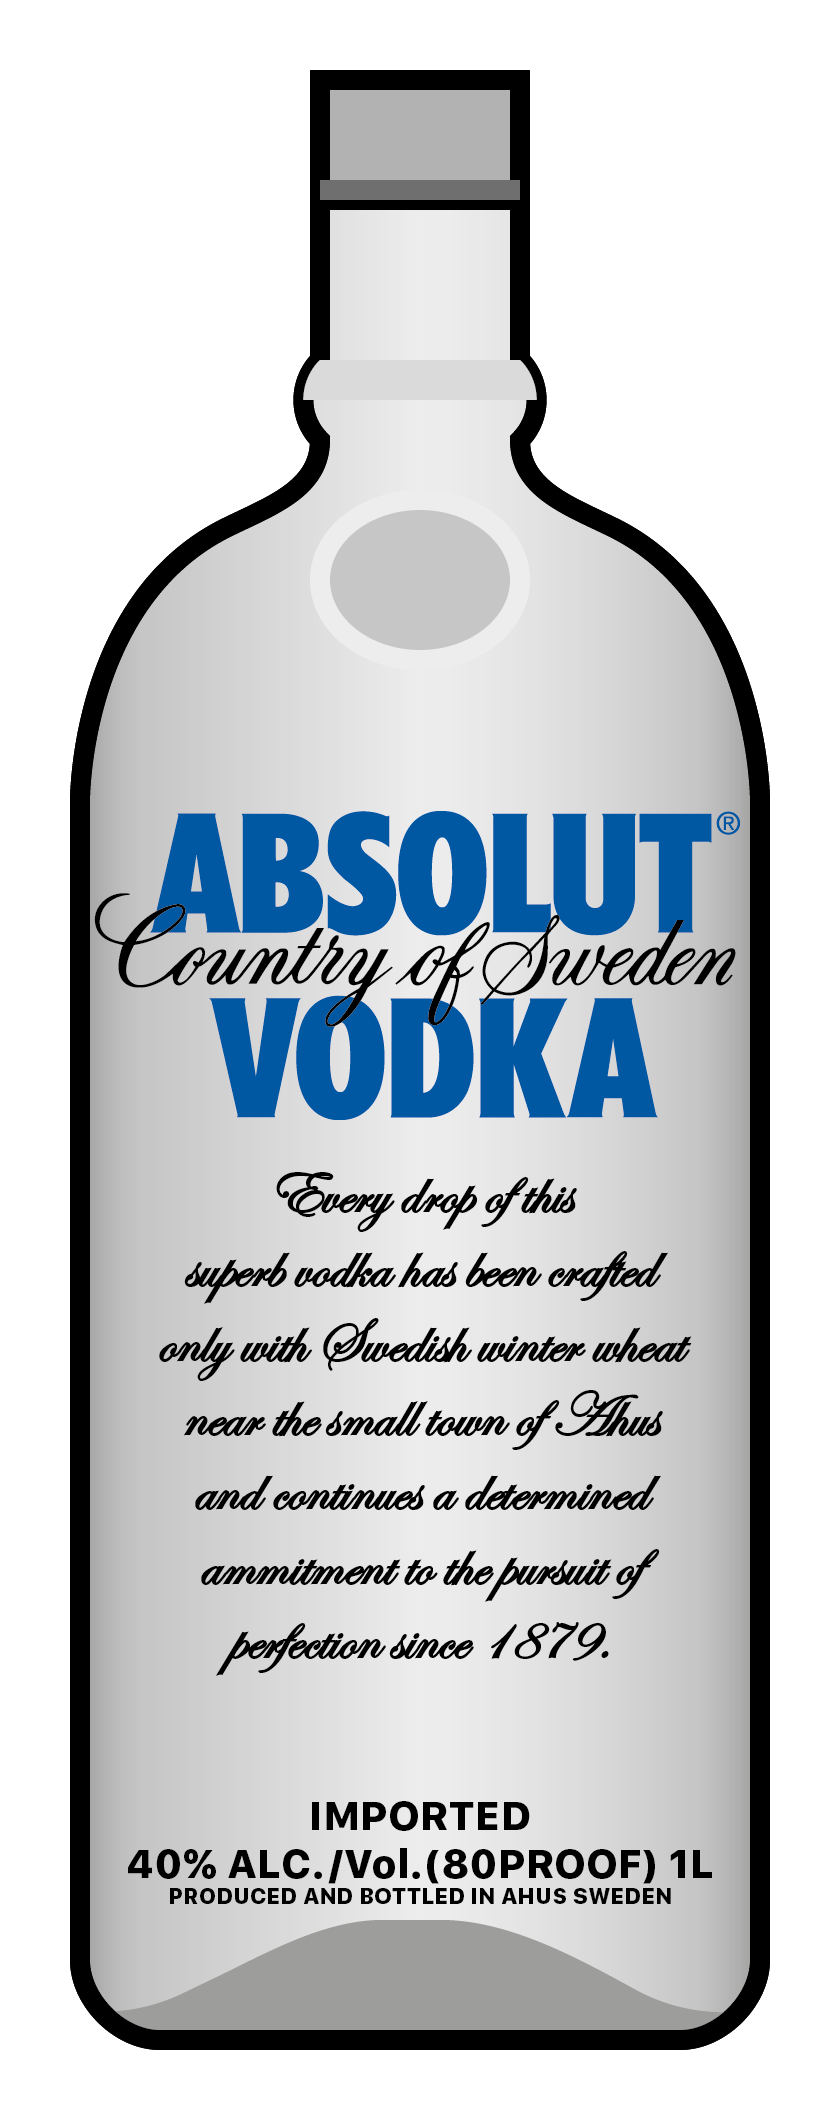 ABSOLUT®
Country of Sweden
VODKA
Every drop of this
superb vodka has been crafted
only with Swedish winter wheat
near the small town of Ahus
and continues a determined
ammitment to the pursuit of
perfection since 1879.
IMPORTED
40% ALC./Vol.(80PROOF) 1L
PRODUCED AND BOTTLED IN AHUS SWEDEN